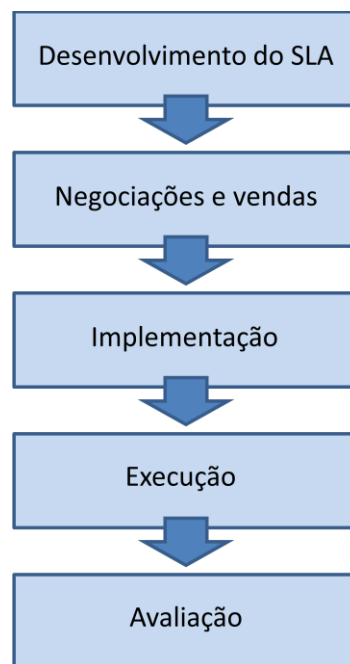 Desenvolvimento do SLA
Negociações e vendas
Implementação
Execução
Avaliação